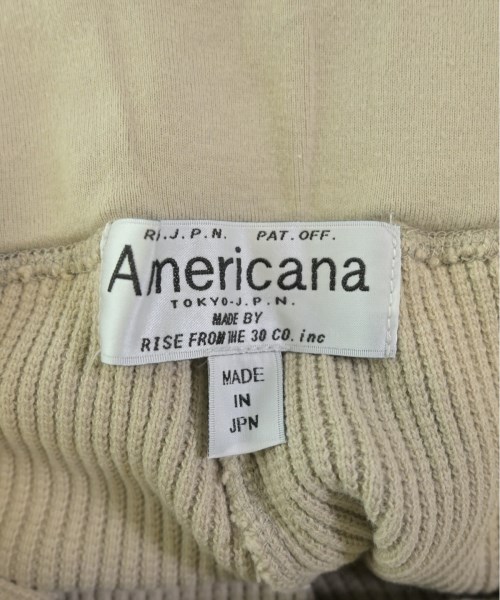 R.J.P.N. PAT.OFF.
Americana
TOKYO-J.P.N.
MADE BY
RISE FROM THE 30 CO.inc
MADE
IN
JPN